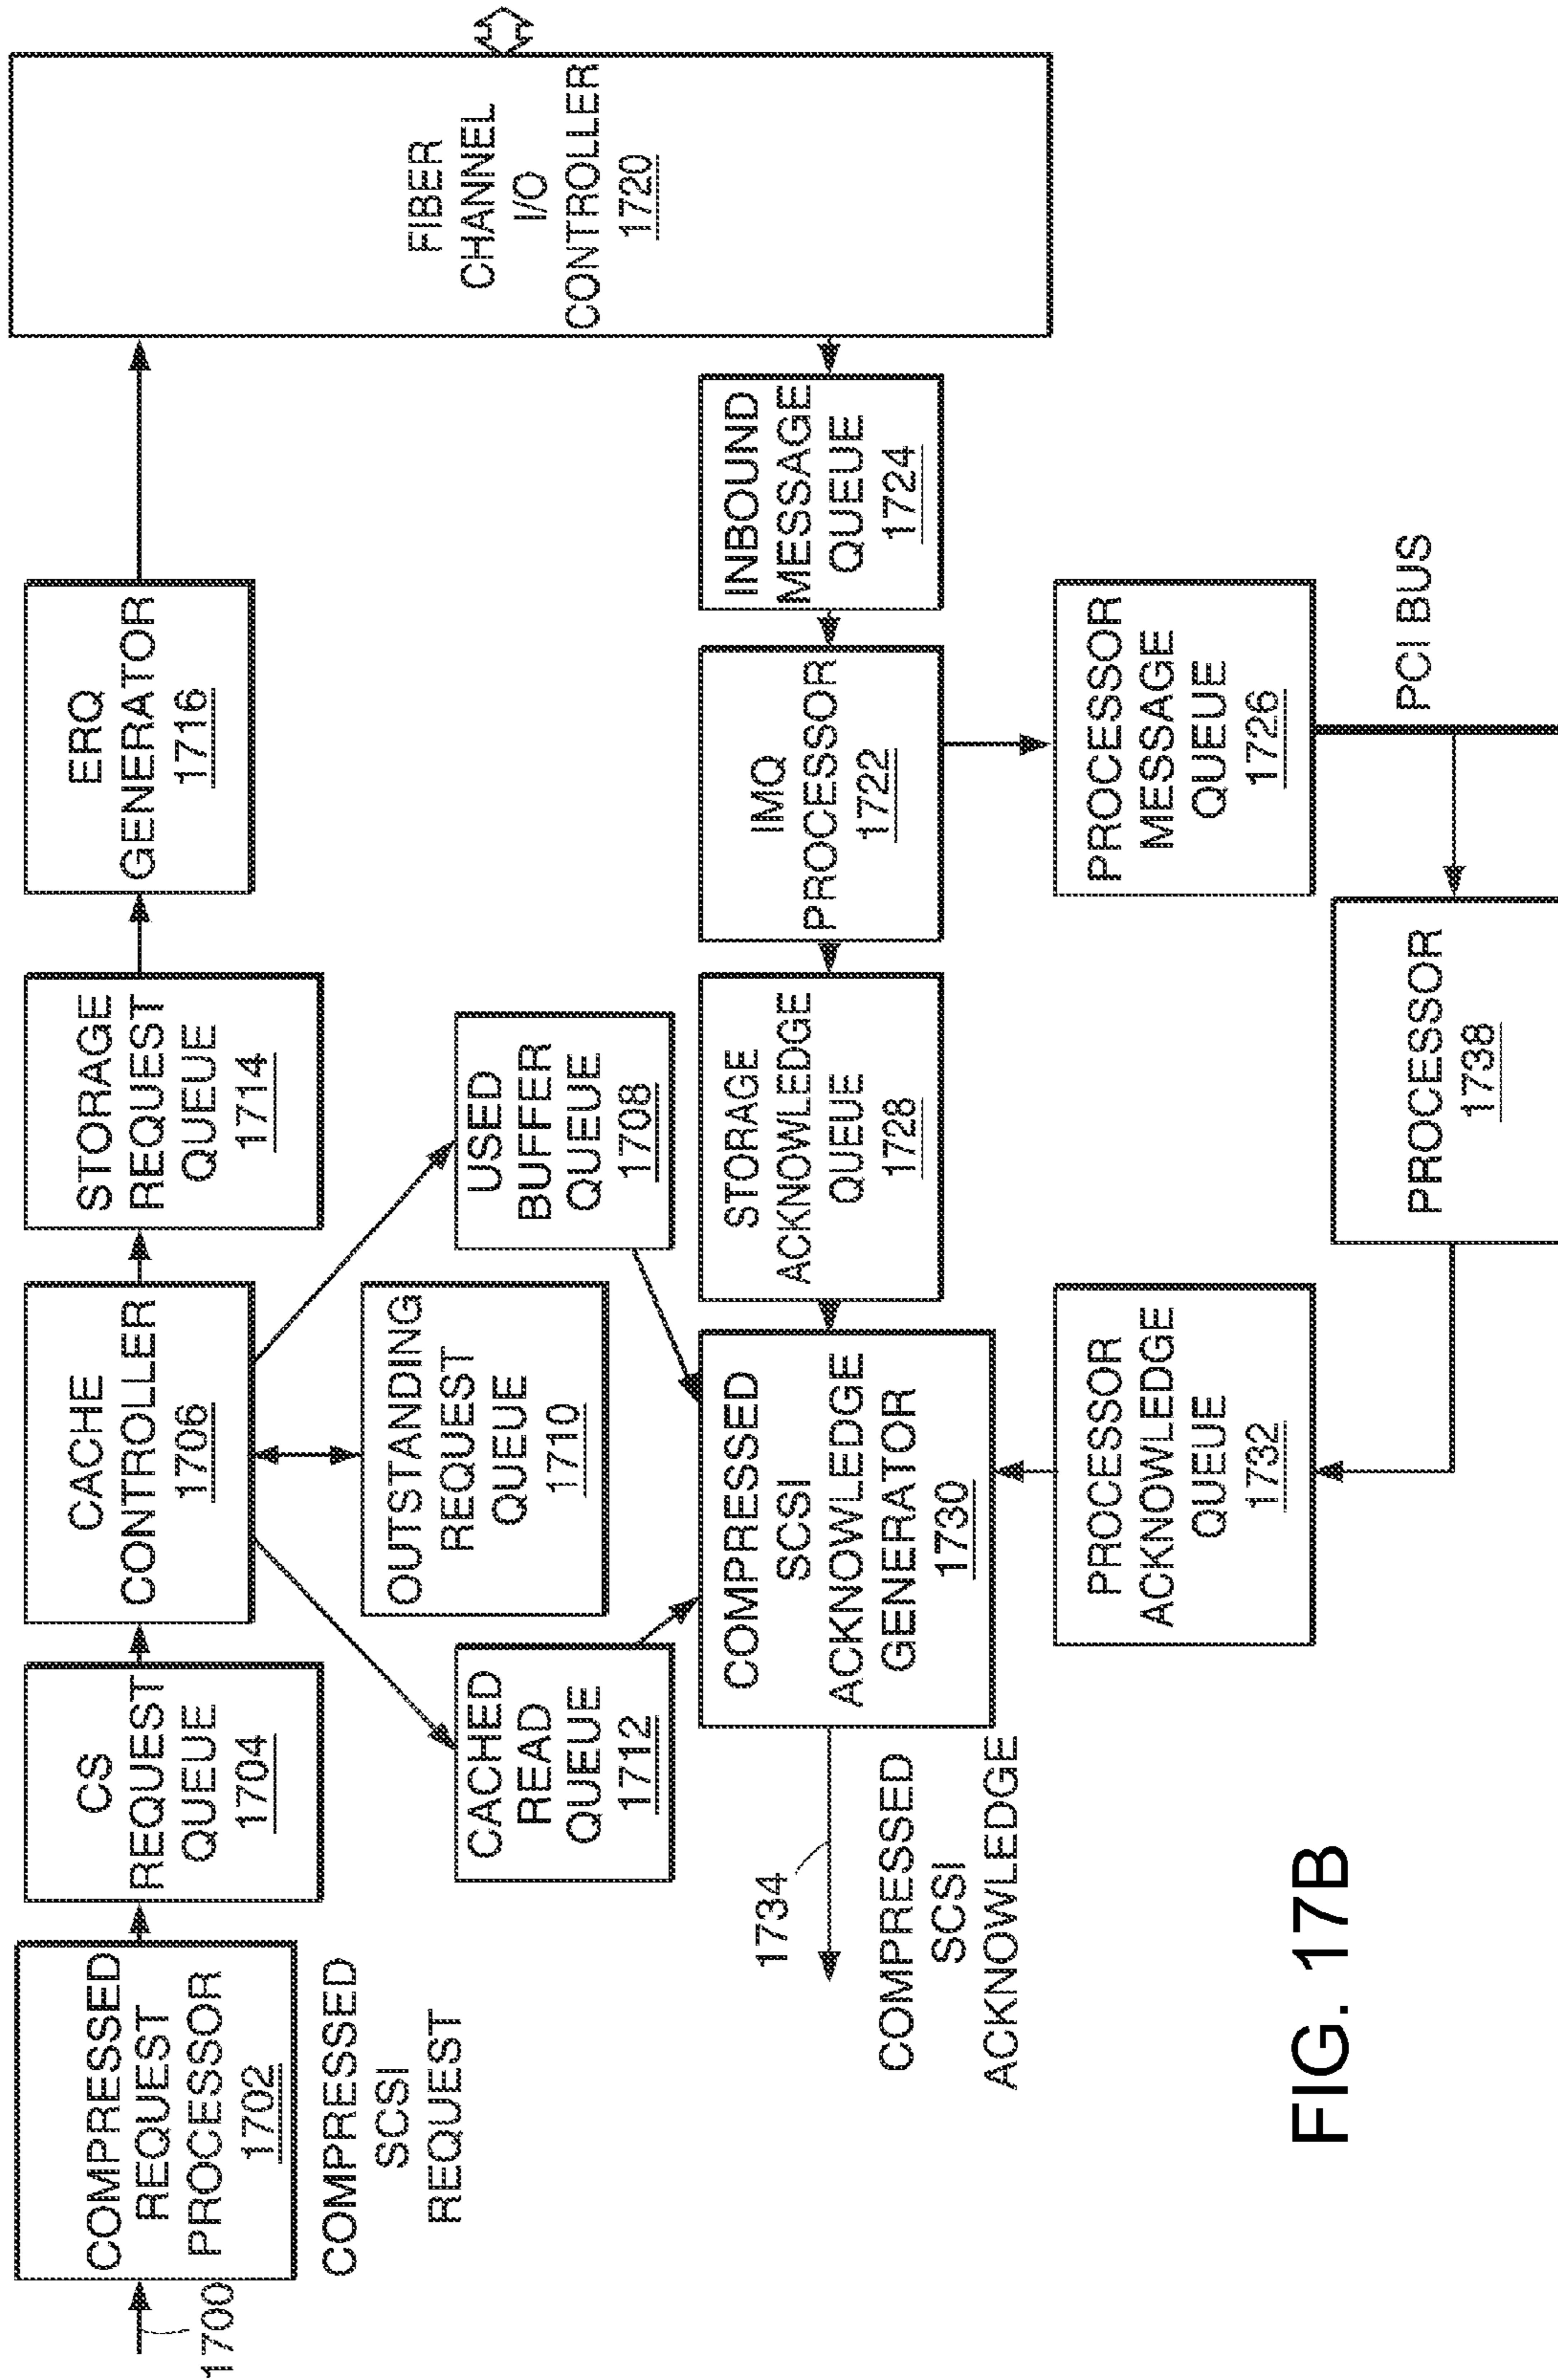 1700
COMPRESSED
REQUEST
PROCESSOR
1702
COMPRESSED
SCSI
REQUEST
CS
REQUEST
QUEUE
1704
CACHE
CONTROLLER
1706
STORAGE
REQUEST
QUEUE
1714
ERQ
GENERATOR
1716
FIBER
CHANNEL
I/O
CONTROLLER
1720
CACHED
READ
QUEUE
1712
OUTSTANDING
REQUEST
QUEUE
1710
USED
BUFFER
QUEUE
1708
1734
COMPRESSED
SCSI
ACKNOWLEDGE
COMPRESSED
SCSI
ACKNOWLEDGE
GENERATOR
1730
STORAGE
ACKNOWLEDGE
QUEUE
1728
IMQ
PROCESSOR
1722
INBOUND
MESSAGE
QUEUE
1724
PROCESSOR
ACKNOWLEDGE
QUEUE
1732
PROCESSOR
MESSAGE
QUEUE
1726
PROCESSOR
1738
PCI BUS
FIG. 17B